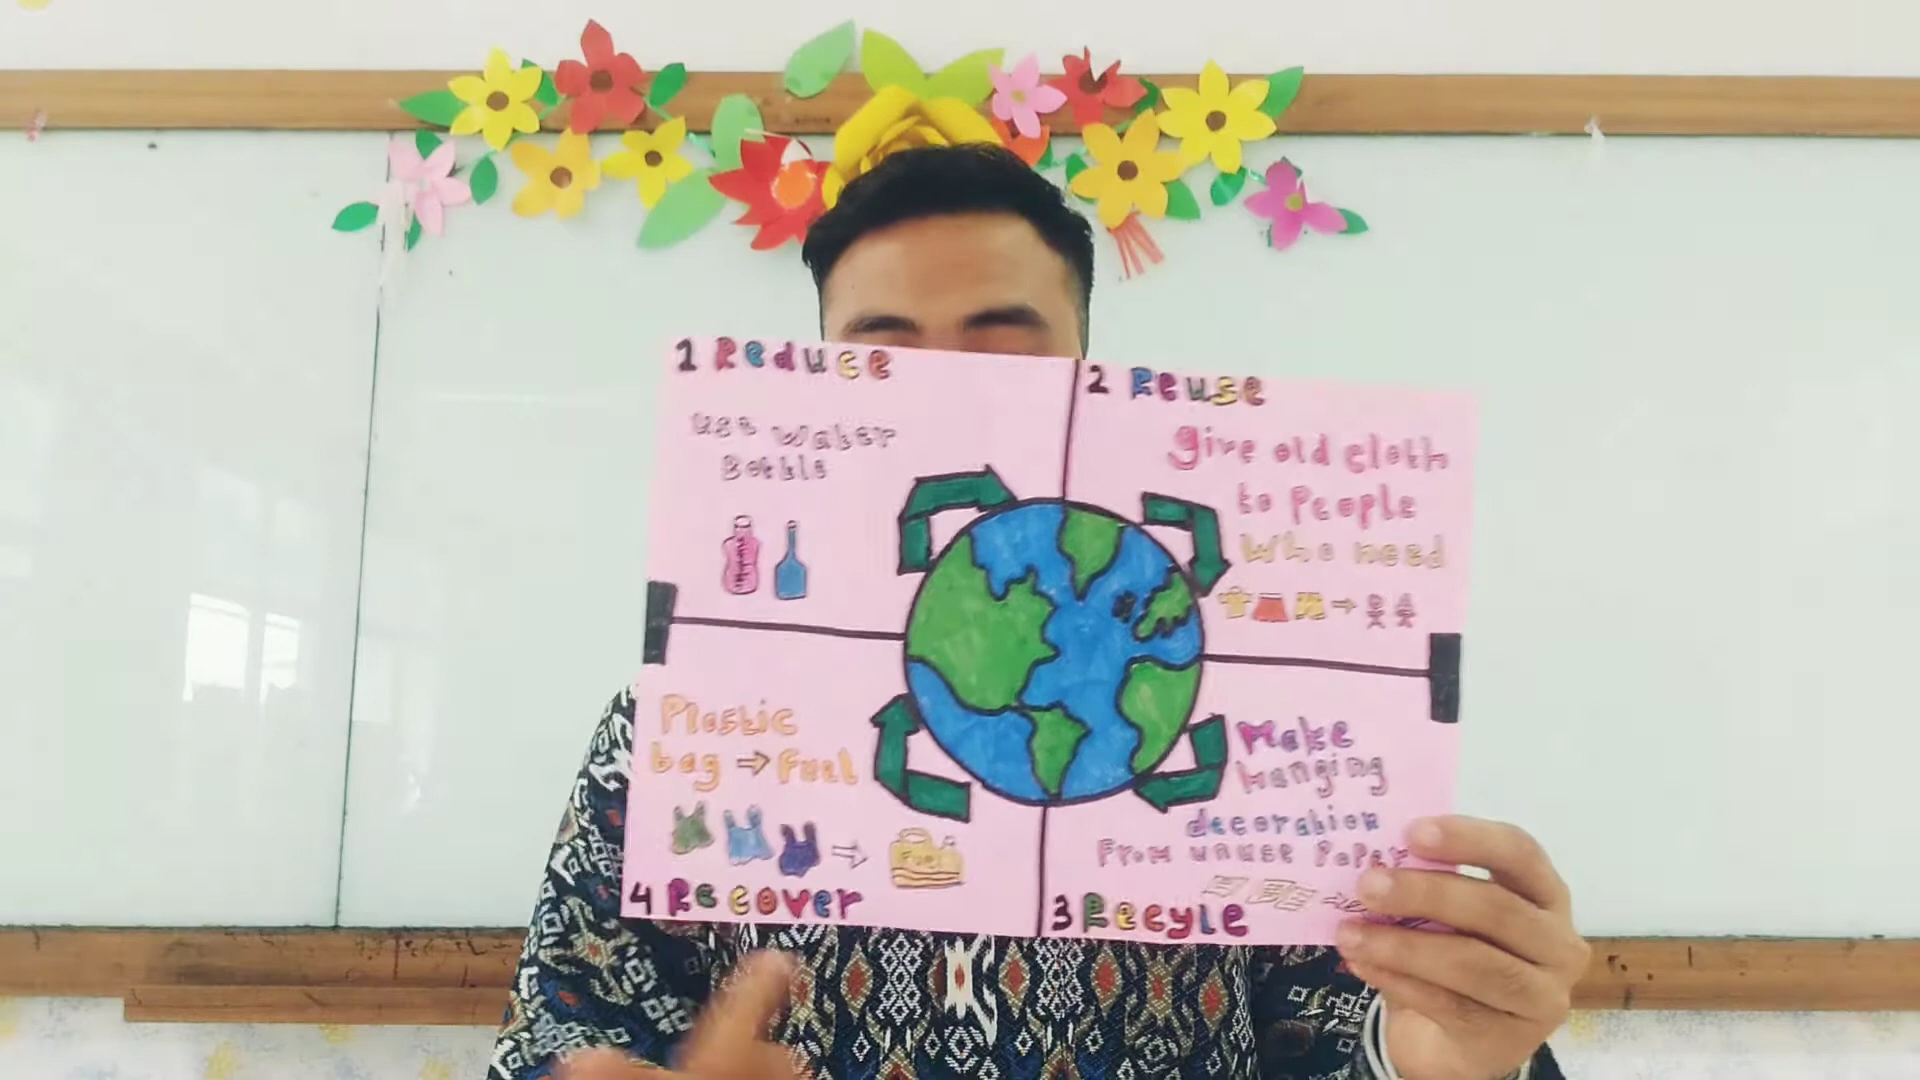 1 Reduce
use water
Bottle
2 Reuse
give old cloth
to People
Who need
Plastic
bag → Fuel
Fuel
4 Recover
Make
Hanging
decoration
From unuse Paper
3 Recyle